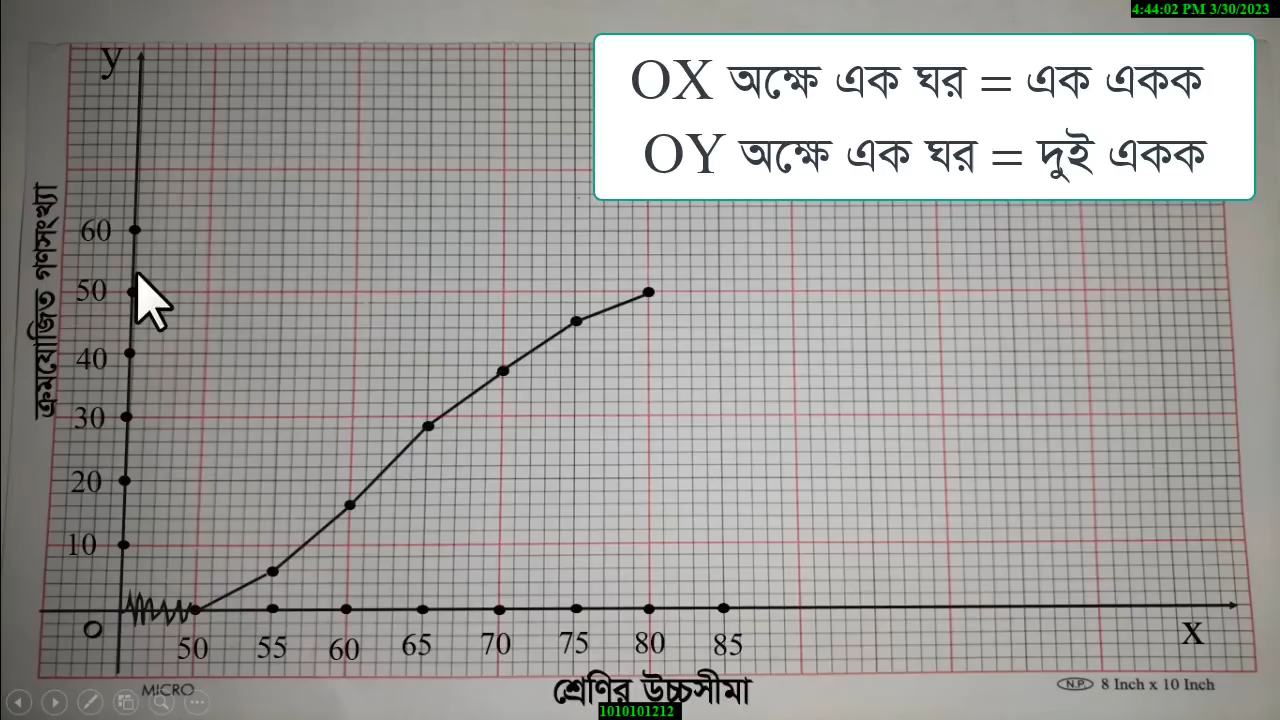 4:44:02 PM 3/30/2023
y
OX অক্ষে এক ঘর = এক একক
OY অক্ষে এক ঘর = দুই একক
ক্রমযোজিত গণসংখ্যা
60
50
40
30
20
10
O
50 55 60 65 70 75 80 85
X
শ্রেণির উচ্চসীমা
MICRO
N.P. 8 Inch x 10 Inch
1010101212